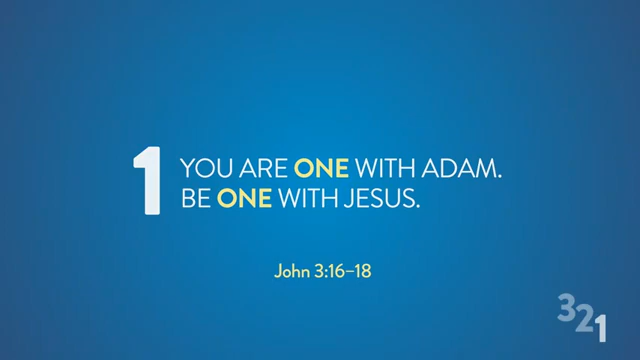 1
YOU ARE ONE WITH ADAM.
BE ONE WITH JESUS.
John 3:16–18
321